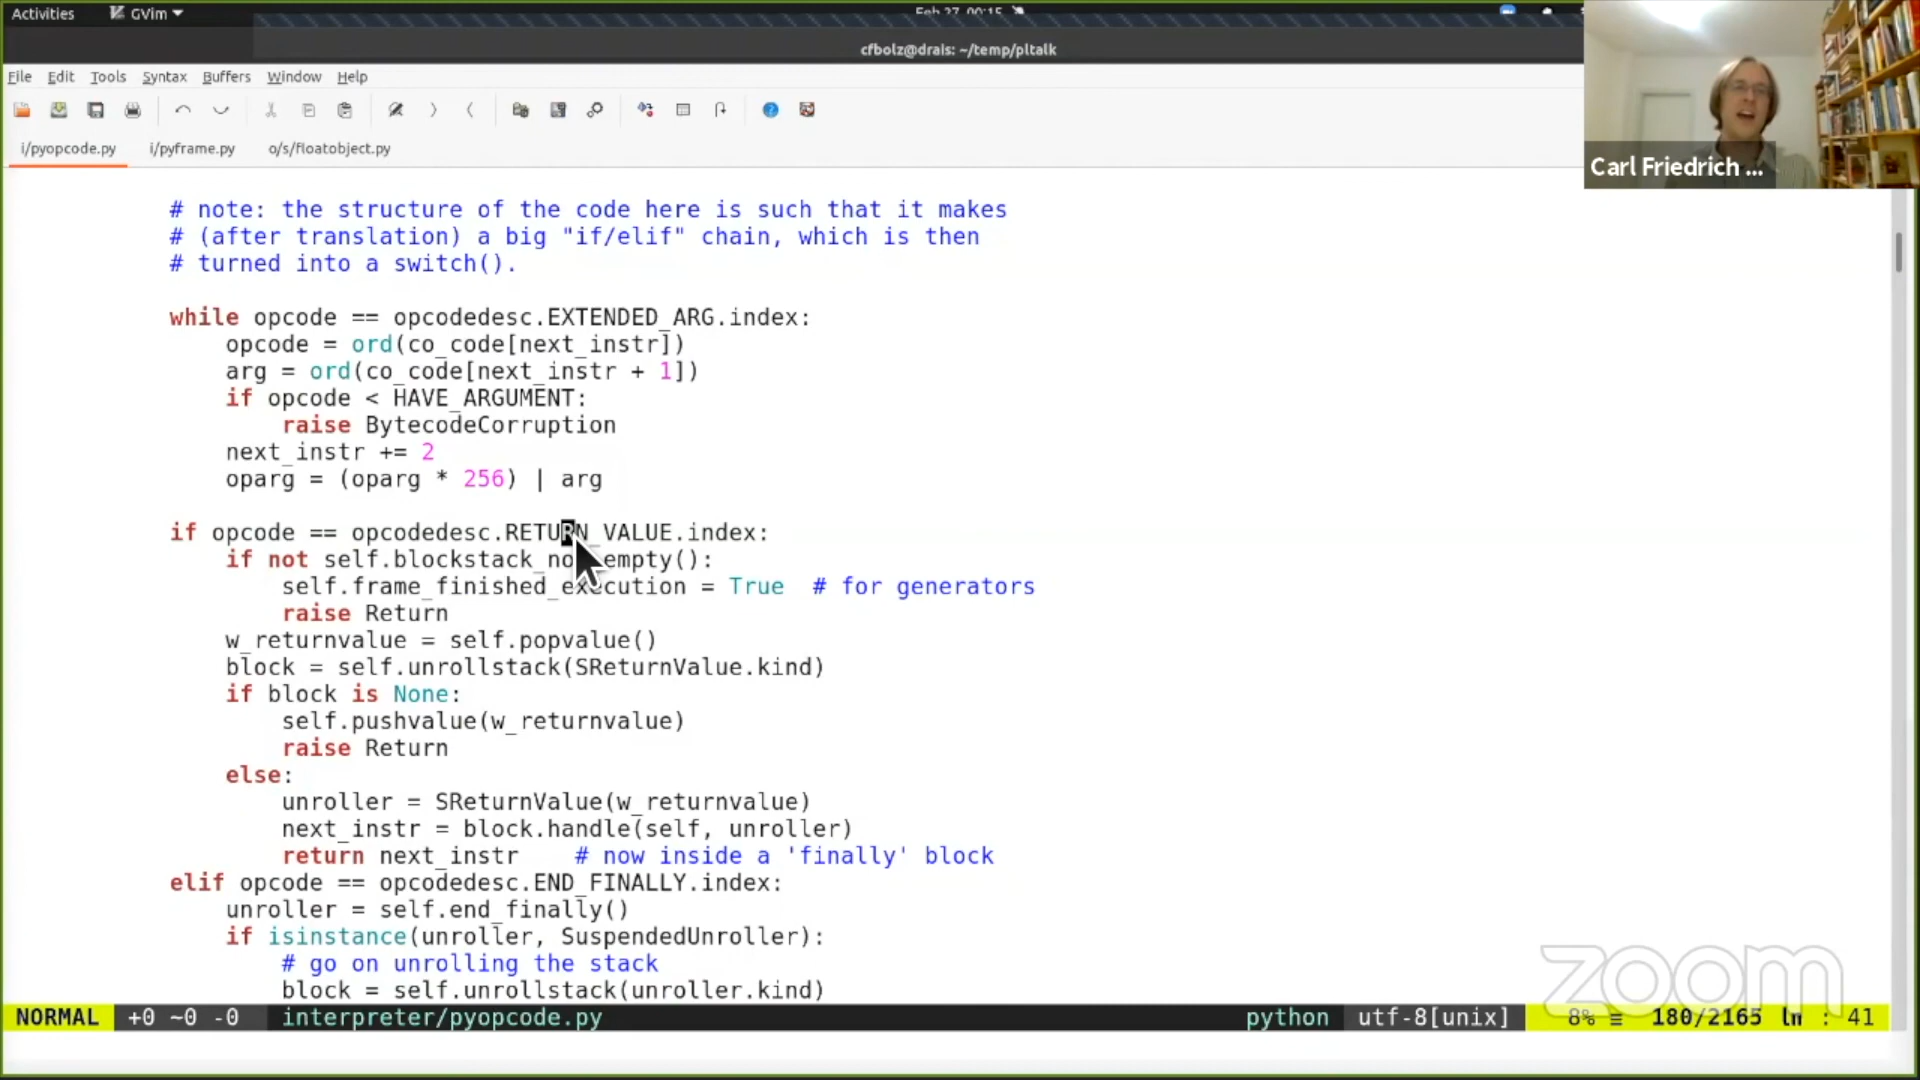 Activities GVim Feb 27 00:15
cfbolz@drais: ~/temp/pltalk
File Edit Tools Syntax Buffers Window Help
i/pyopcode.py i/pyframe.py o/s/floatobject.py
Carl Friedrich ...
# note: the structure of the code here is such that it makes
# (after translation) a big "if/elif" chain, which is then
# turned into a switch().
while opcode == opcodedesc.EXTENDED_ARG.index:
opcode = ord(co_code[next_instr])
arg = ord(co_code[next_instr + 1])
if opcode < HAVE_ARGUMENT:
raise BytecodeCorruption
next_instr += 2
oparg = (oparg * 256) | arg
if opcode == opcodedesc.RETURN_VALUE.index:
if not self.blockstack_non_empty():
self.frame_finished_execution = True # for generators
raise Return
w_returnvalue = self.popvalue()
block = self.unrollstack(SReturnValue.kind)
if block is None:
self.pushvalue(w_returnvalue)
raise Return
else:
unroller = SReturnValue(w_returnvalue)
next_instr = block.handle(self, unroller)
return next_instr # now inside a 'finally' block
elif opcode == opcodedesc.END_FINALLY.index:
unroller = self.end_finally()
if isinstance(unroller, SuspendedUnroller):
# go on unrolling the stack
block = self.unrollstack(unroller.kind)
zoom
NORMAL +0 ~0 -0 interpreter/pyopcode.py python utf-8[unix] 8% ≡ 180/2165 ln : 41